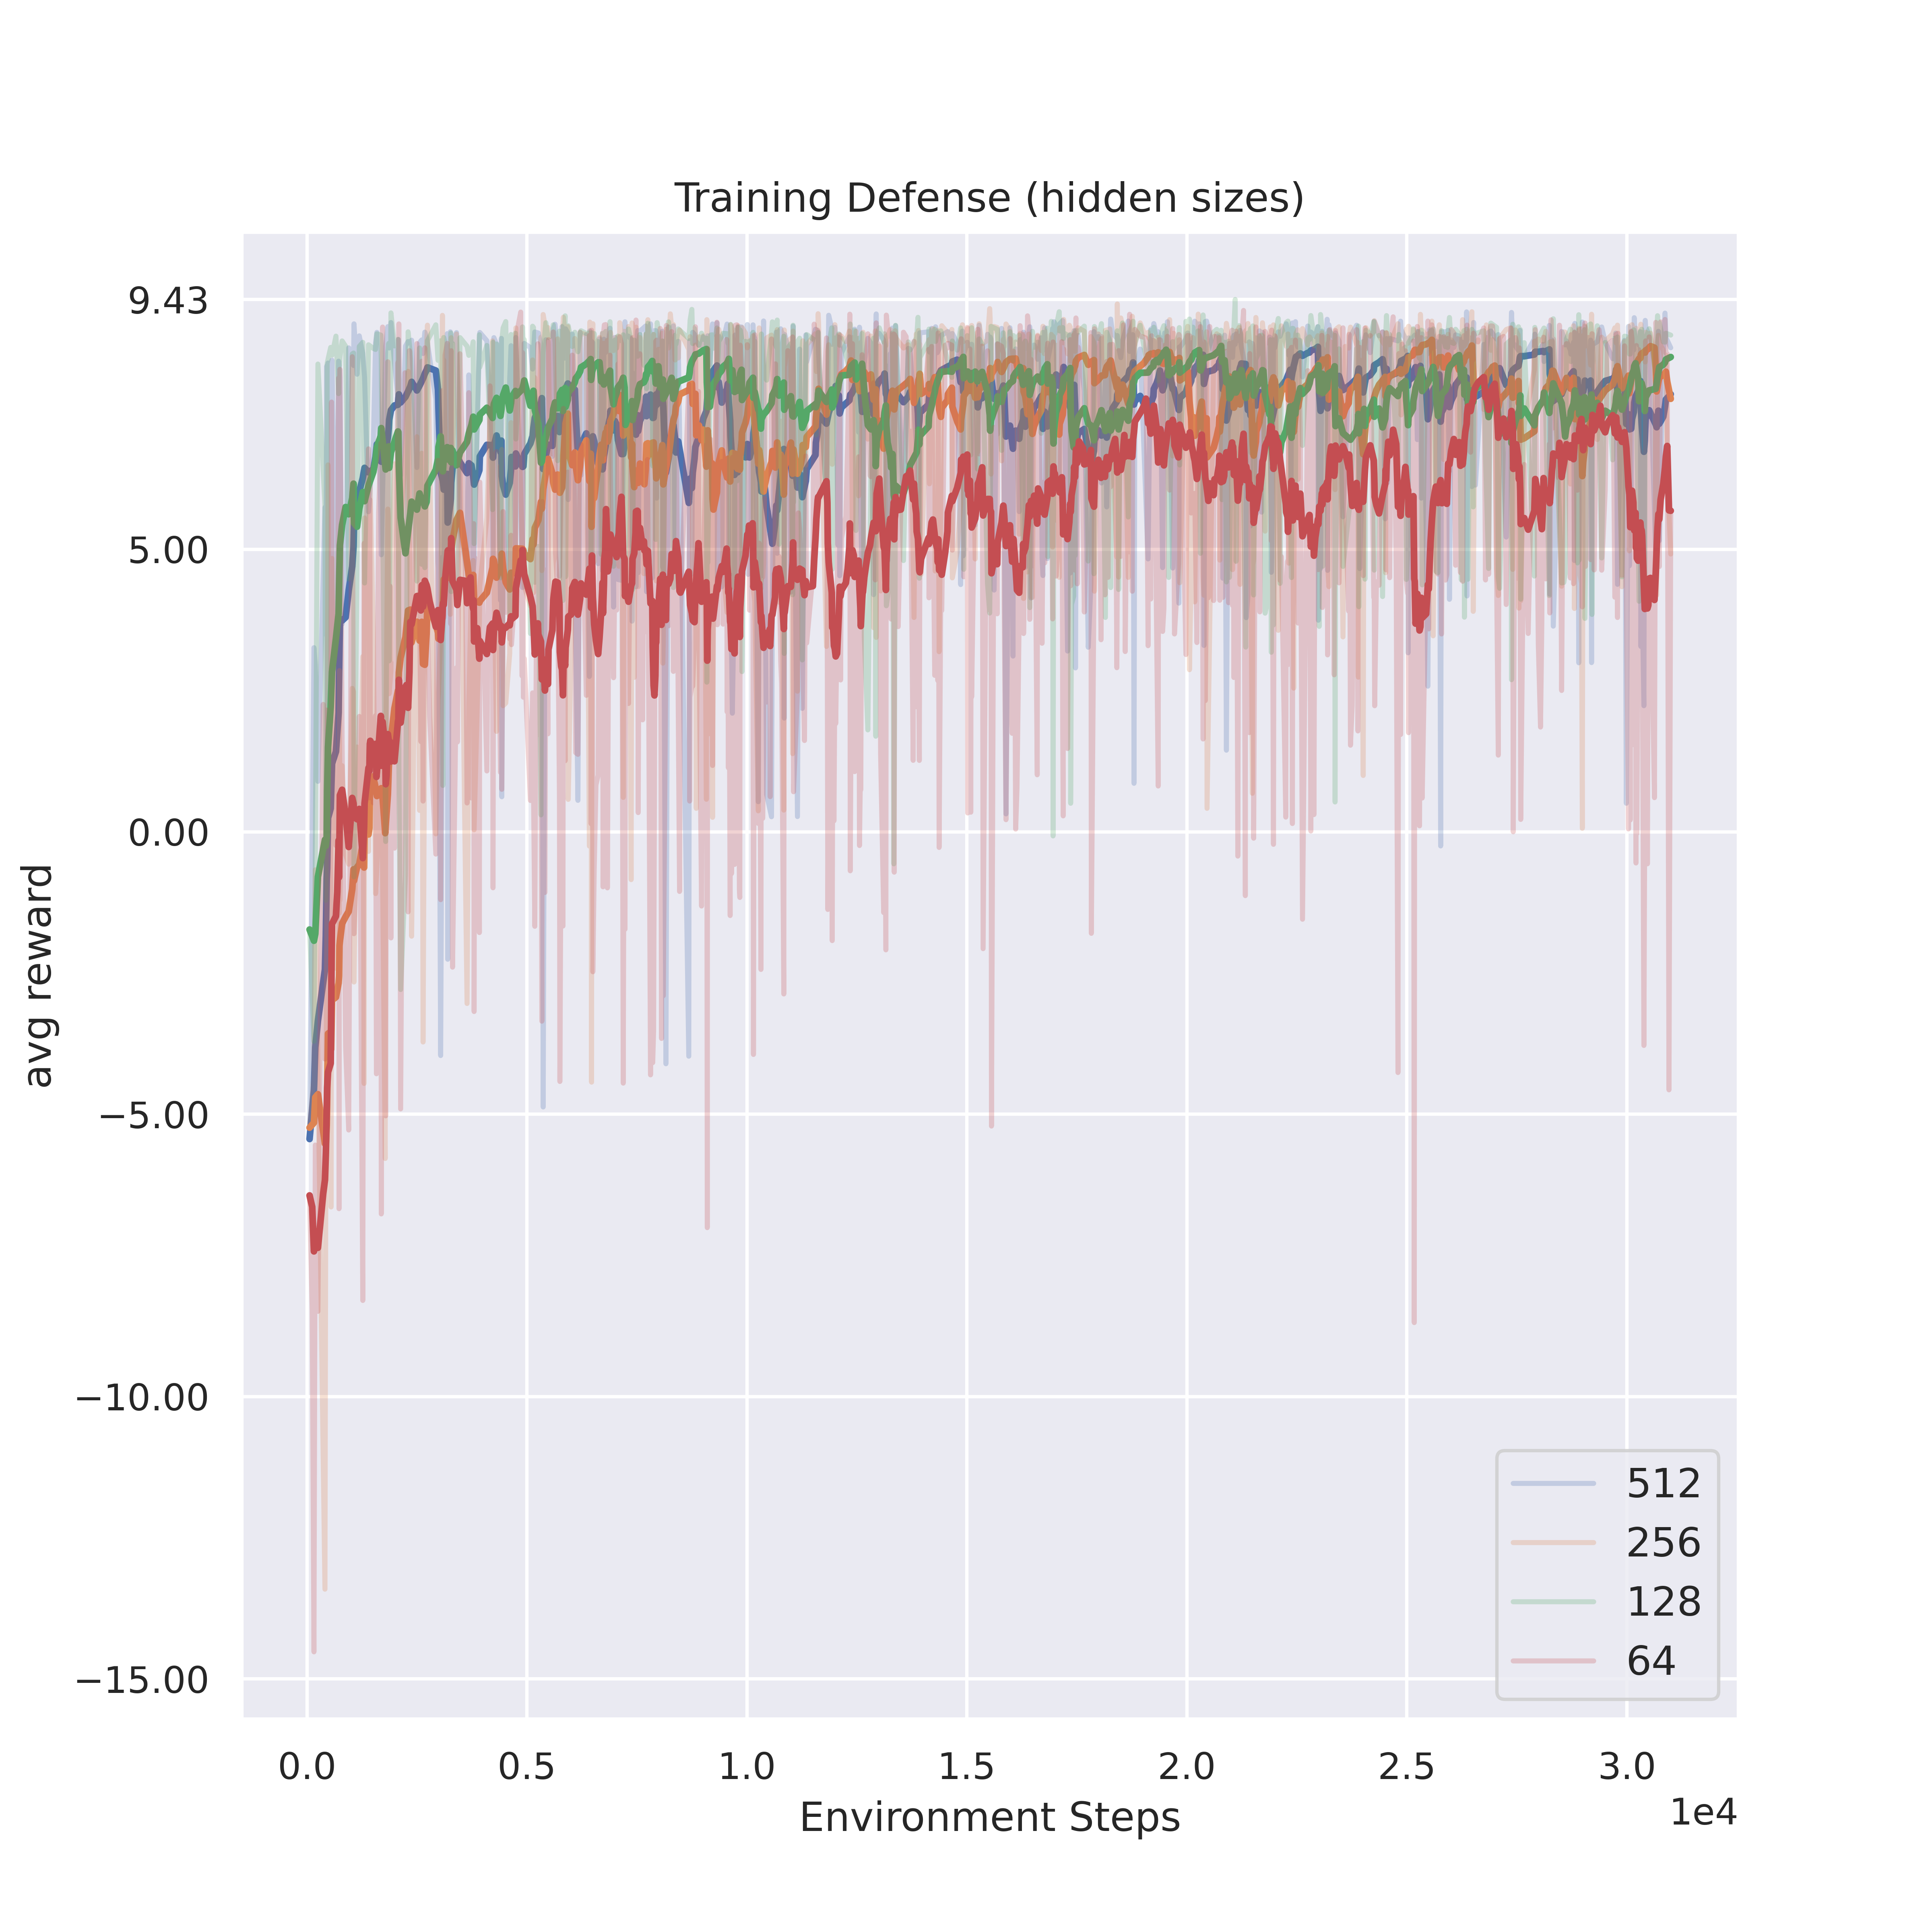 Training Defense (hidden sizes)
9.43
5.00
0.00
−5.00
−10.00
−15.00
avg reward
512
256
128
64
0.0 0.5 1.0 1.5 2.0 2.5 3.0
Environment Steps
1e4